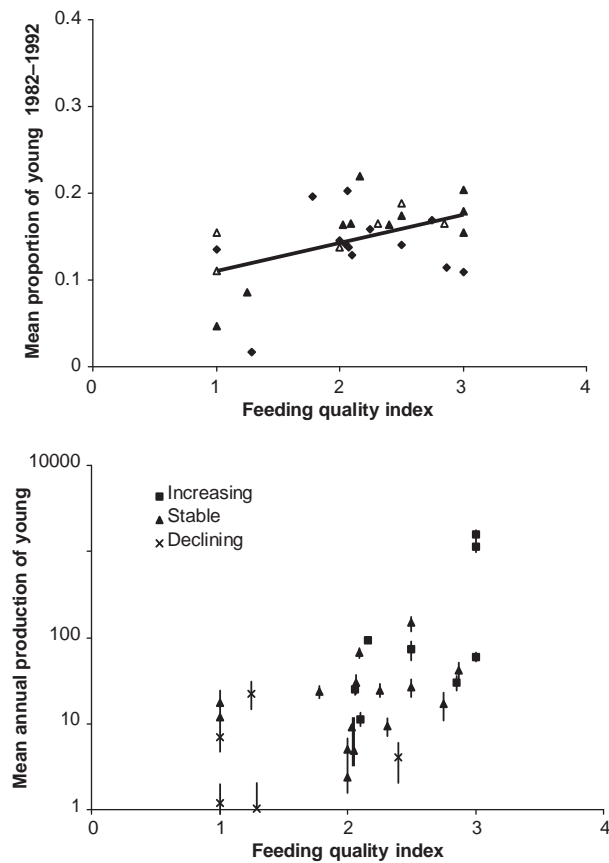 Mean proportion of young 1982–1992
0.4
0.3
0.2
0.1
0
0 1 2 3 4
Feeding quality index
Mean annual production of young
10000
100
10
1
Increasing
Stable
Declining
0 1 2 3 4
Feeding quality index